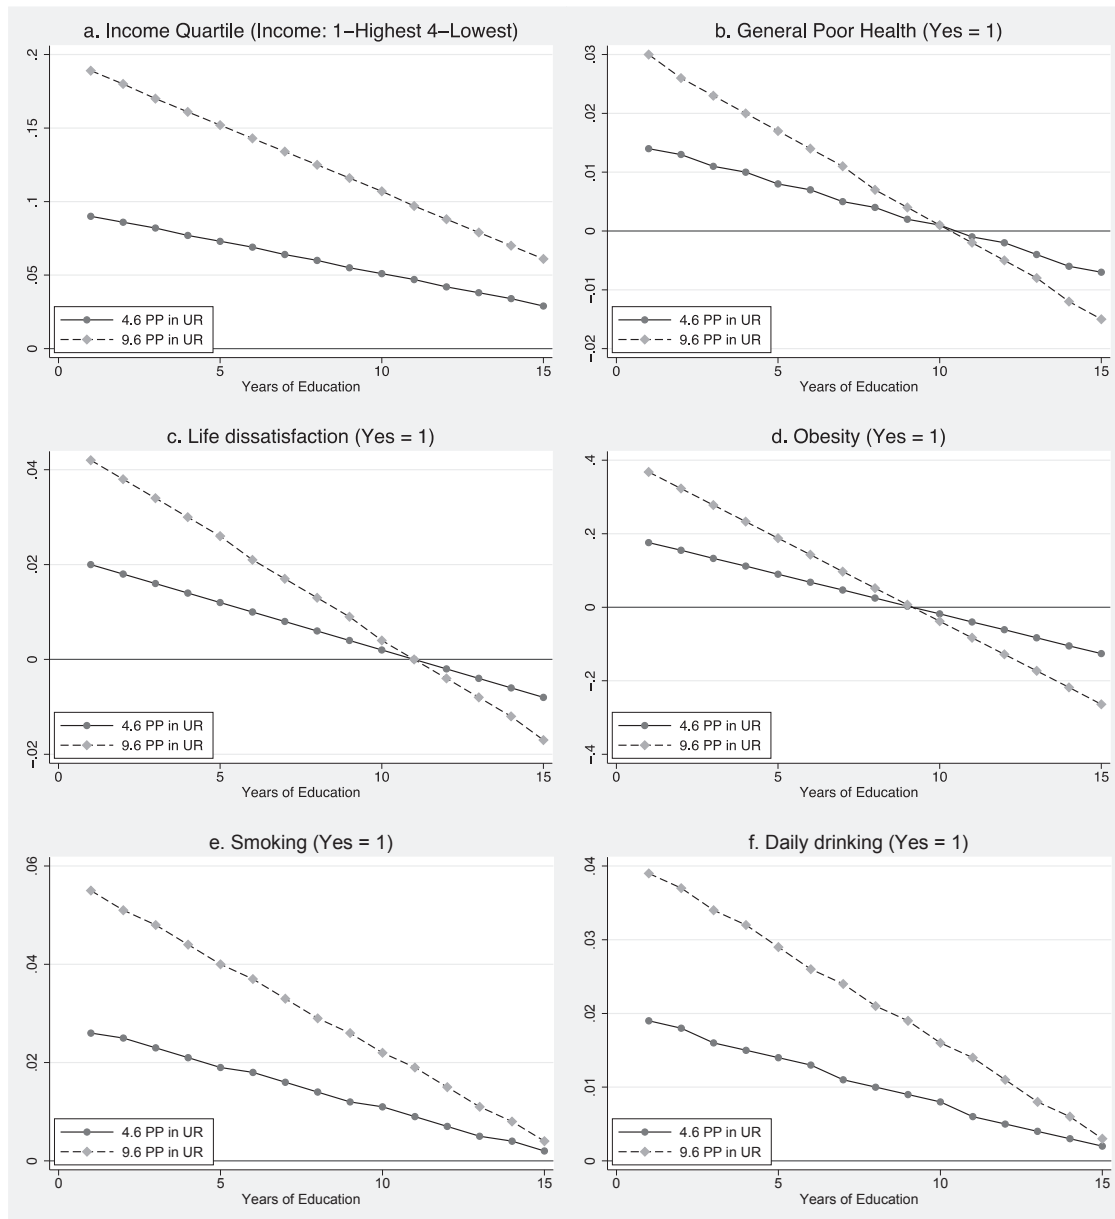 a. Income Quartile (Income: 1–Highest 4–Lowest)
.2
.15
.1
.05
0
4.6 PP in UR
9.6 PP in UR
0 5 10 15
Years of Education
b. General Poor Health (Yes = 1)
.03
.02
.01
0
−.01
−.02
4.6 PP in UR
9.6 PP in UR
0 5 10 15
Years of Education
c. Life dissatisfaction (Yes = 1)
.04
.02
0
−.02
4.6 PP in UR
9.6 PP in UR
0 5 10 15
Years of Education
d. Obesity (Yes = 1)
.4
.2
0
−.2
−.4
4.6 PP in UR
9.6 PP in UR
0 5 10 15
Years of Education
e. Smoking (Yes = 1)
.06
.04
.02
0
4.6 PP in UR
9.6 PP in UR
0 5 10 15
Years of Education
f. Daily drinking (Yes = 1)
.04
.03
.02
.01
0
4.6 PP in UR
9.6 PP in UR
0 5 10 15
Years of Education